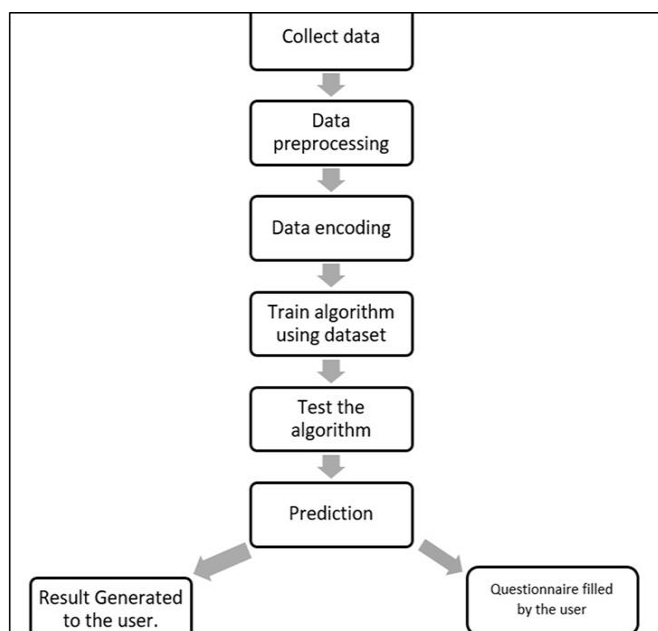 Collect data
Data
preprocessing
Data encoding
Train algorithm
using dataset
Test the
algorithm
Prediction
Result Generated
to the user.
Questionnaire filled
by the user